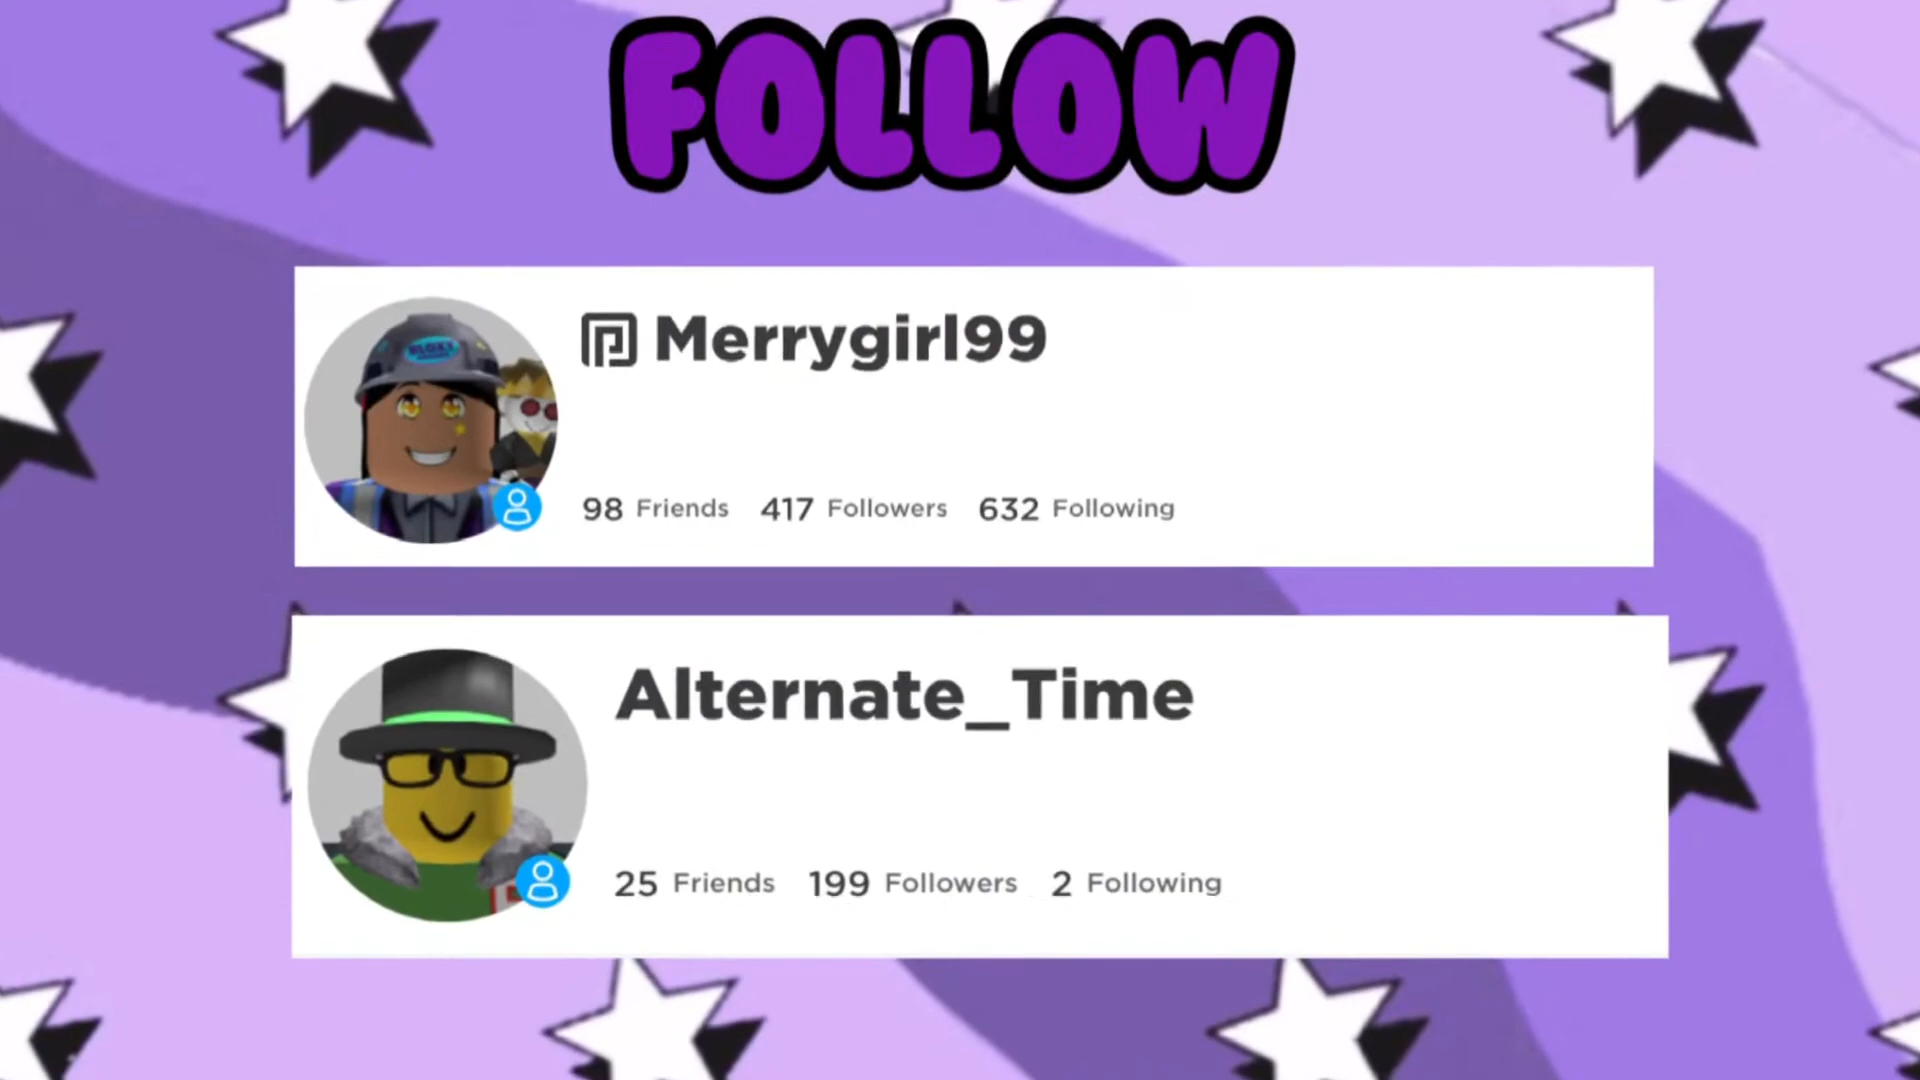 FOLLOW
Merrygirl99
98 Friends 417 Followers 632 Following
Alternate_Time
25 Friends 199 Followers 2 Following